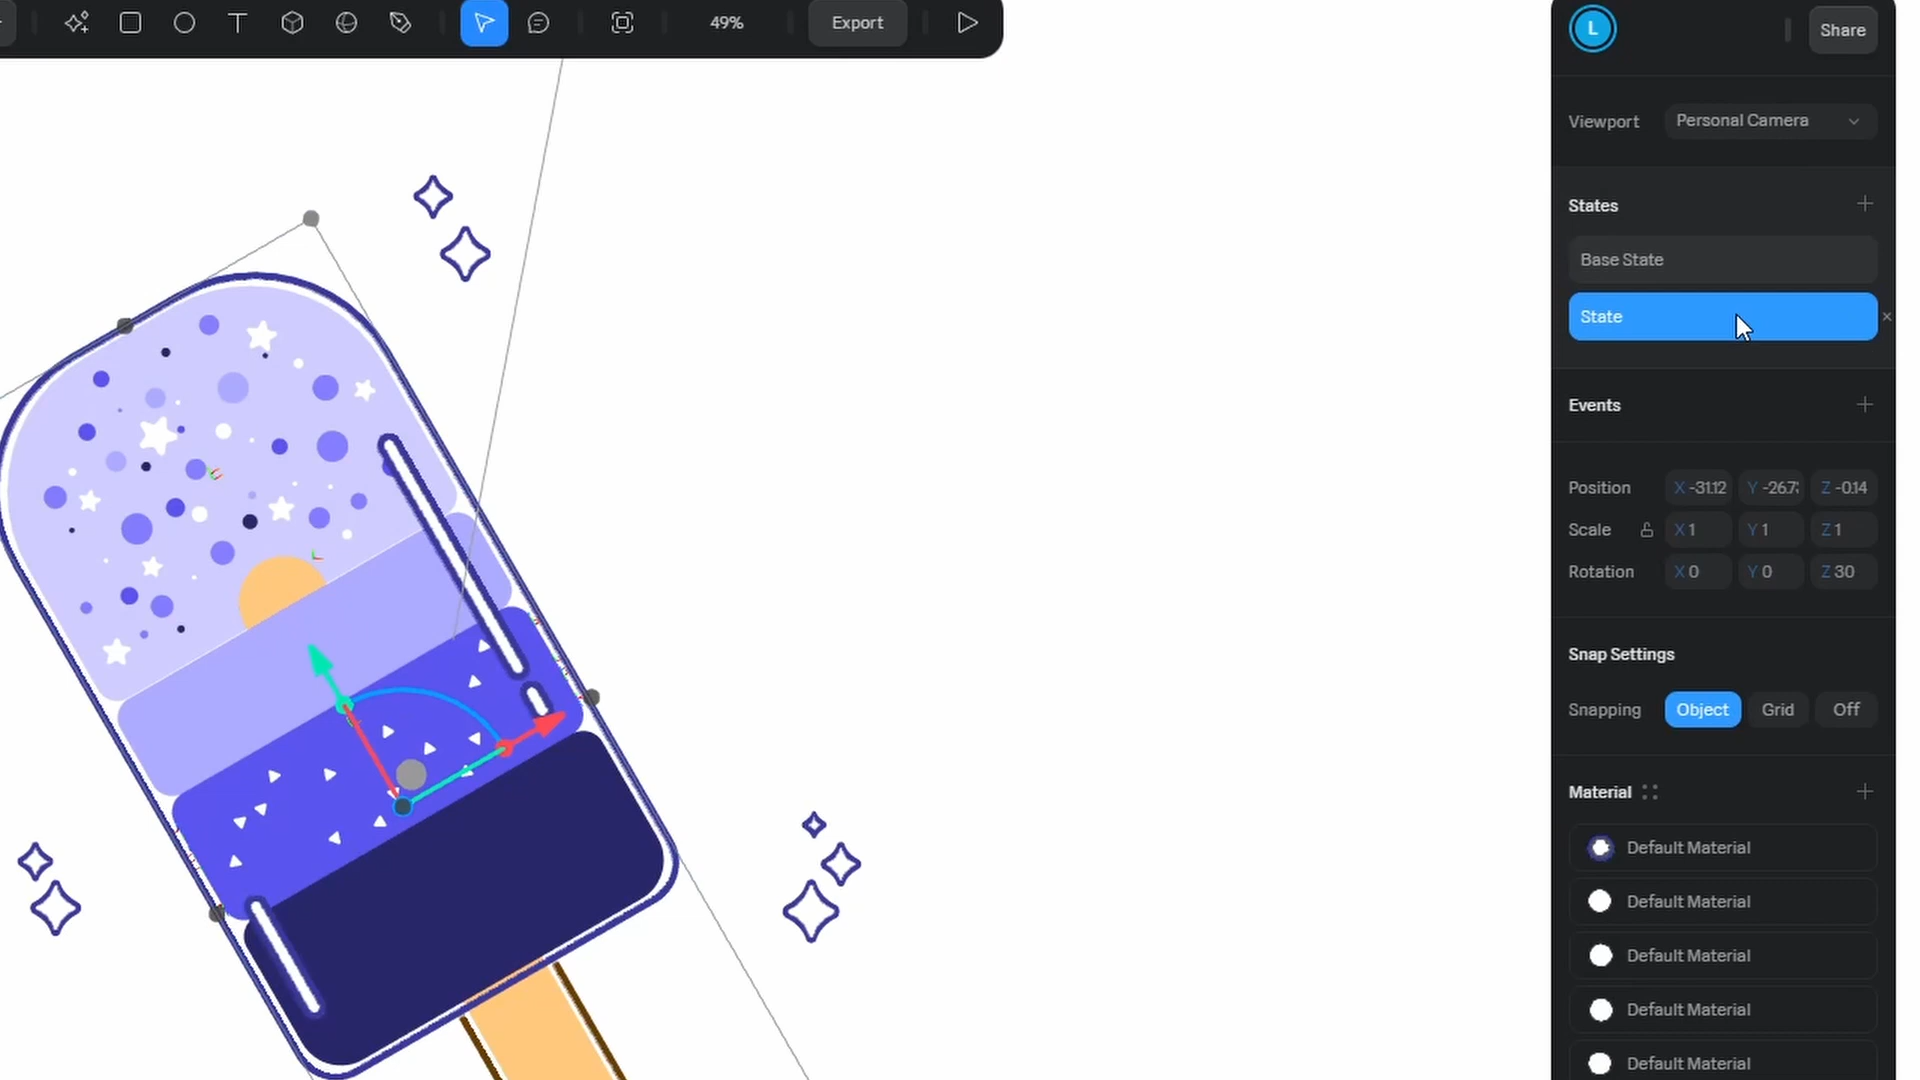 T
49%
Export
L
Share
Viewport
Personal Camera
States
Base State
State
Events
Position X -31.12 Y -26.7 Z -0.14
Scale X 1 Y 1 Z 1
Rotation X 0 Y 0 Z 30
Snap Settings
Snapping Object Grid Off
Material
Default Material
Default Material
Default Material
Default Material
Default Material